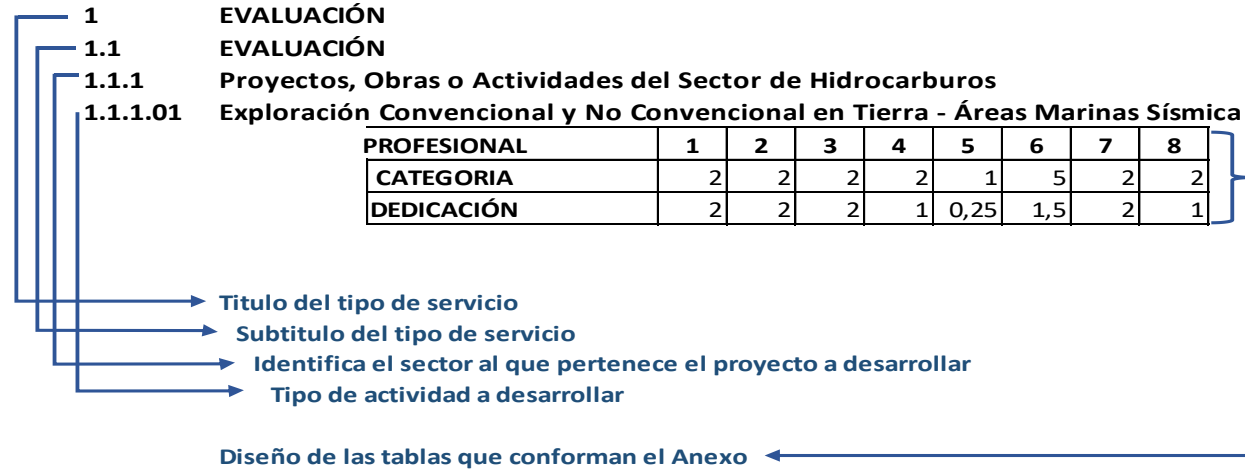 1 EVALUACIÓN
1.1 EVALUACIÓN
1.1.1 Proyectos, Obras o Actividades del Sector de Hidrocarburos
1.1.1.01 Exploración Convencional y No Convencional en Tierra - Áreas Marinas Sísmica
PROFESIONAL 1 2 3 4 5 6 7 8
CATEGORIA 2 2 2 2 1 5 2 2
DEDICACIÓN 2 2 2 1 0,25 1,5 2 1
Titulo del tipo de servicio
Subtitulo del tipo de servicio
Identifica el sector al que pertenece el proyecto a desarrollar
Tipo de actividad a desarrollar
Diseño de las tablas que conforman el Anexo